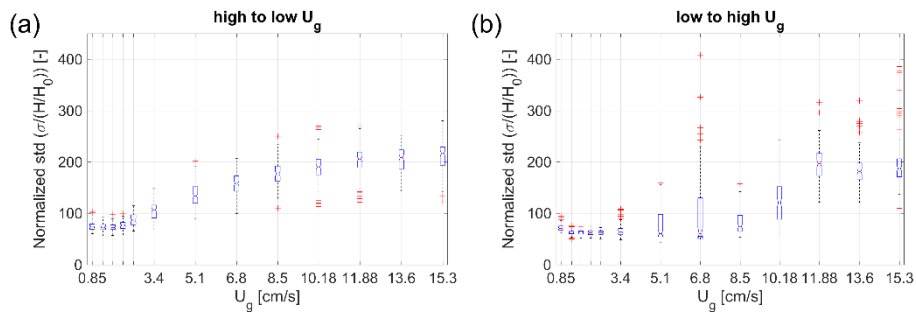 (a)
high to low U_g
Normalized std (σ/(H/H_0)) [-]
400
300
200
100
0
0.85 3.4 5.1 6.8 8.5 10.18 11.88 13.6 15.3
U_g [cm/s]
(b)
low to high U_g
Normalized std (σ/(H/H_0)) [-]
400
300
200
100
0
0.85 3.4 5.1 6.8 8.5 10.18 11.88 13.6 15.3
U_g [cm/s]